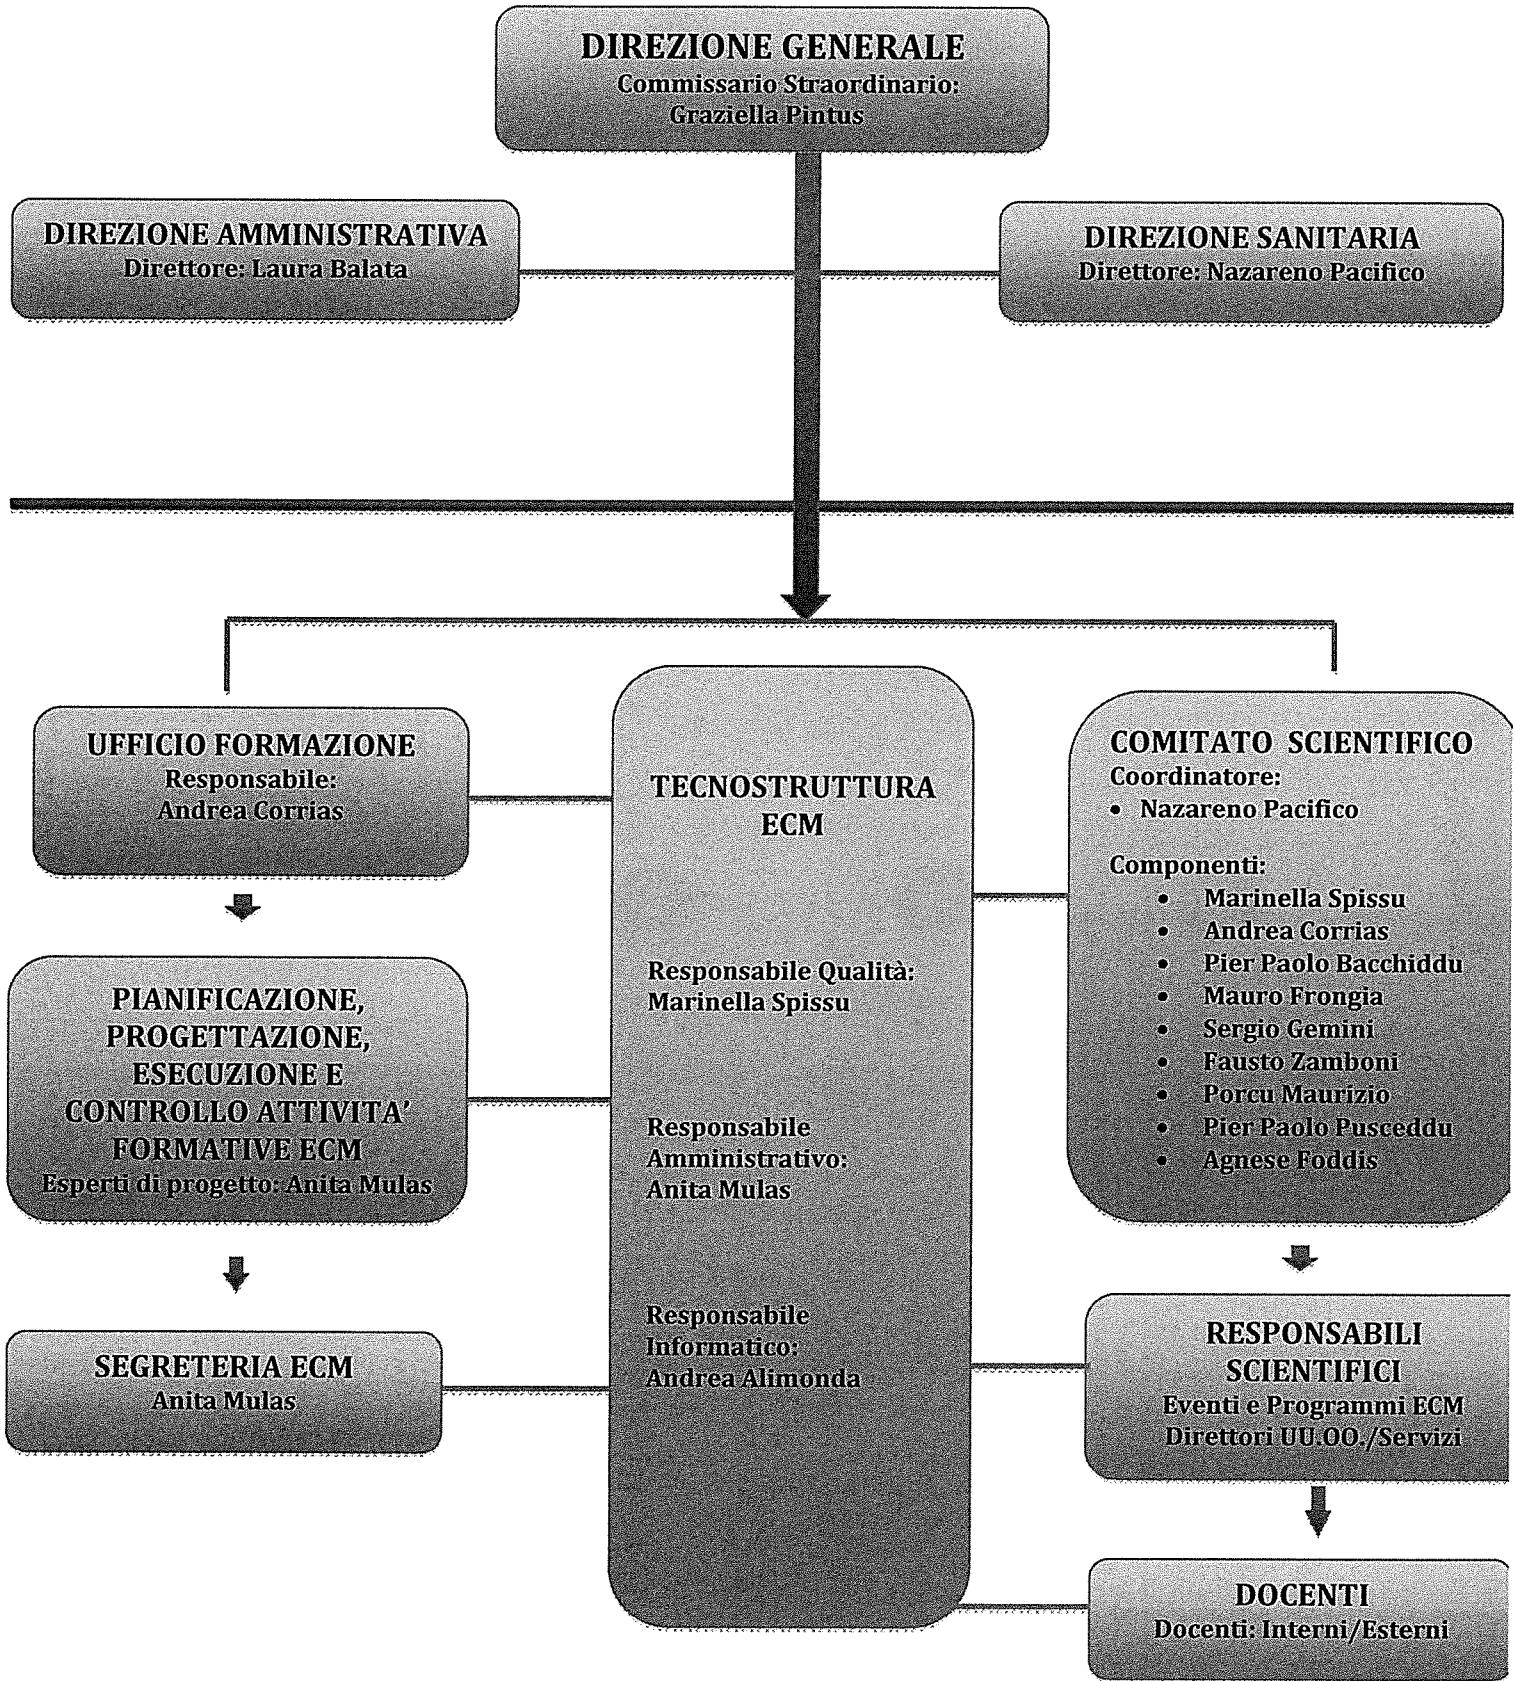 DIREZIONE GENERALE
Commissario Straordinario:
Graziella Pintus
DIREZIONE AMMINISTRATIVA
Direttore: Laura Balata
DIREZIONE SANITARIA
Direttore: Nazareno Pacifico
UFFICIO FORMAZIONE
Responsabile:
Andrea Corrias
PIANIFICAZIONE,
PROGETTAZIONE,
ESECUZIONE E
CONTROLLO ATTIVITA'
FORMATIVE ECM
Esperti di progetto: Anita Mulas
SEGRETERIA ECM
Anita Mulas
TECNOSTRUTTURA
ECM
Responsabile Qualità:
Marinella Spissu
Responsabile
Amministrativo:
Anita Mulas
Responsabile
Informatico:
Andrea Alimonda
COMITATO SCIENTIFICO
Coordinatore:
• Nazareno Pacifico
Componenti:
• Marinella Spissu
• Andrea Corrias
• Pier Paolo Bacchiddu
• Mauro Frongia
• Sergio Gemini
• Fausto Zamboni
• Porcu Maurizio
• Pier Paolo Pusceddu
• Agnese Foddis
RESPONSABILI
SCIENTIFICI
Eventi e Programmi ECM
Direttori UU.OO./Servizi
DOCENTI
Docenti: Interni/Esterni